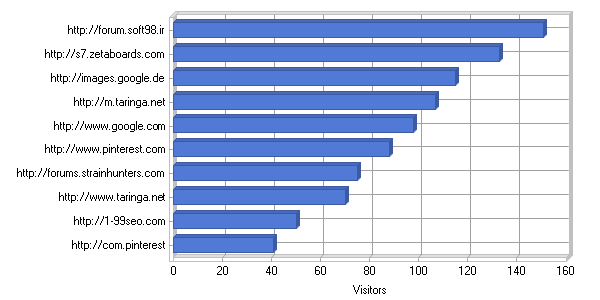 http://forum.soft98.ir
http://s7.zetaboards.com
http://images.google.de
http://m.taringa.net
http://www.google.com
http://www.pinterest.com
http://forums.strainhunters.com
http://www.taringa.net
http://1-99seo.com
http://com.pinterest
0 20 40 60 80 100 120 140 160
Visitors